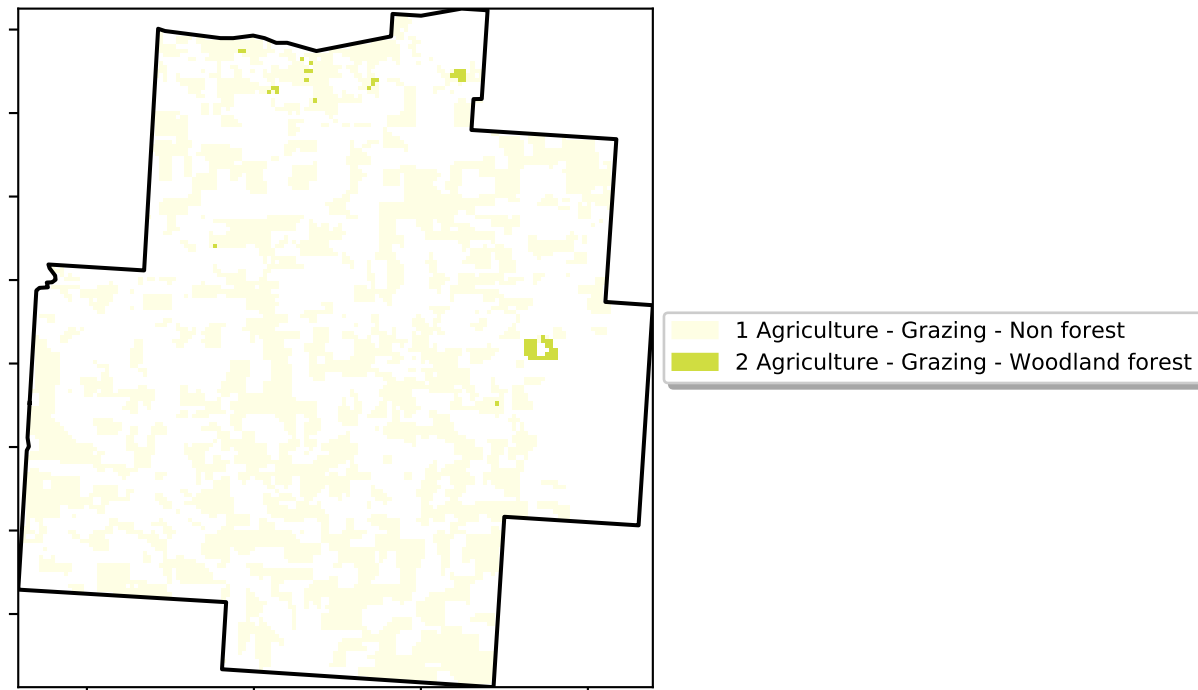 1 Agriculture - Grazing - Non forest
2 Agriculture - Grazing - Woodland forest